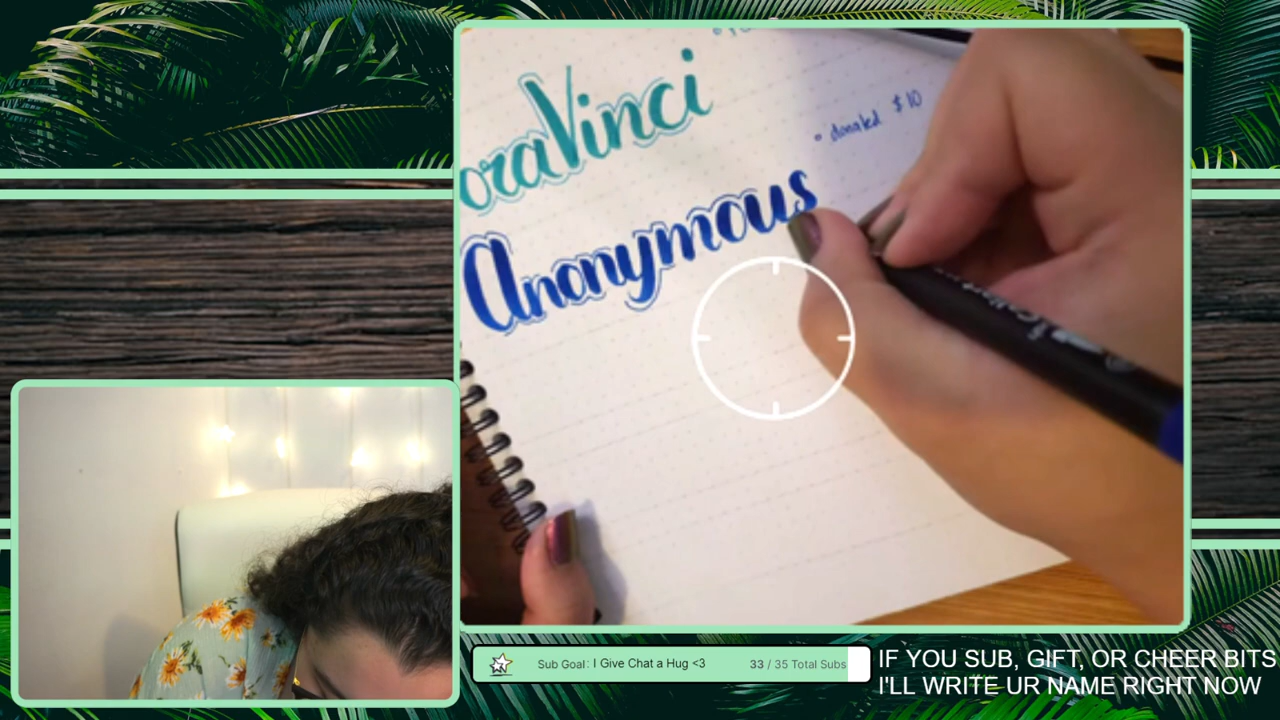 oraVinci
• donated $10
Anonymous
Sub Goal: I Give Chat a Hug <3
33 / 35 Total Subs
IF YOU SUB, GIFT, OR CHEER BITS
I'LL WRITE UR NAME RIGHT NOW